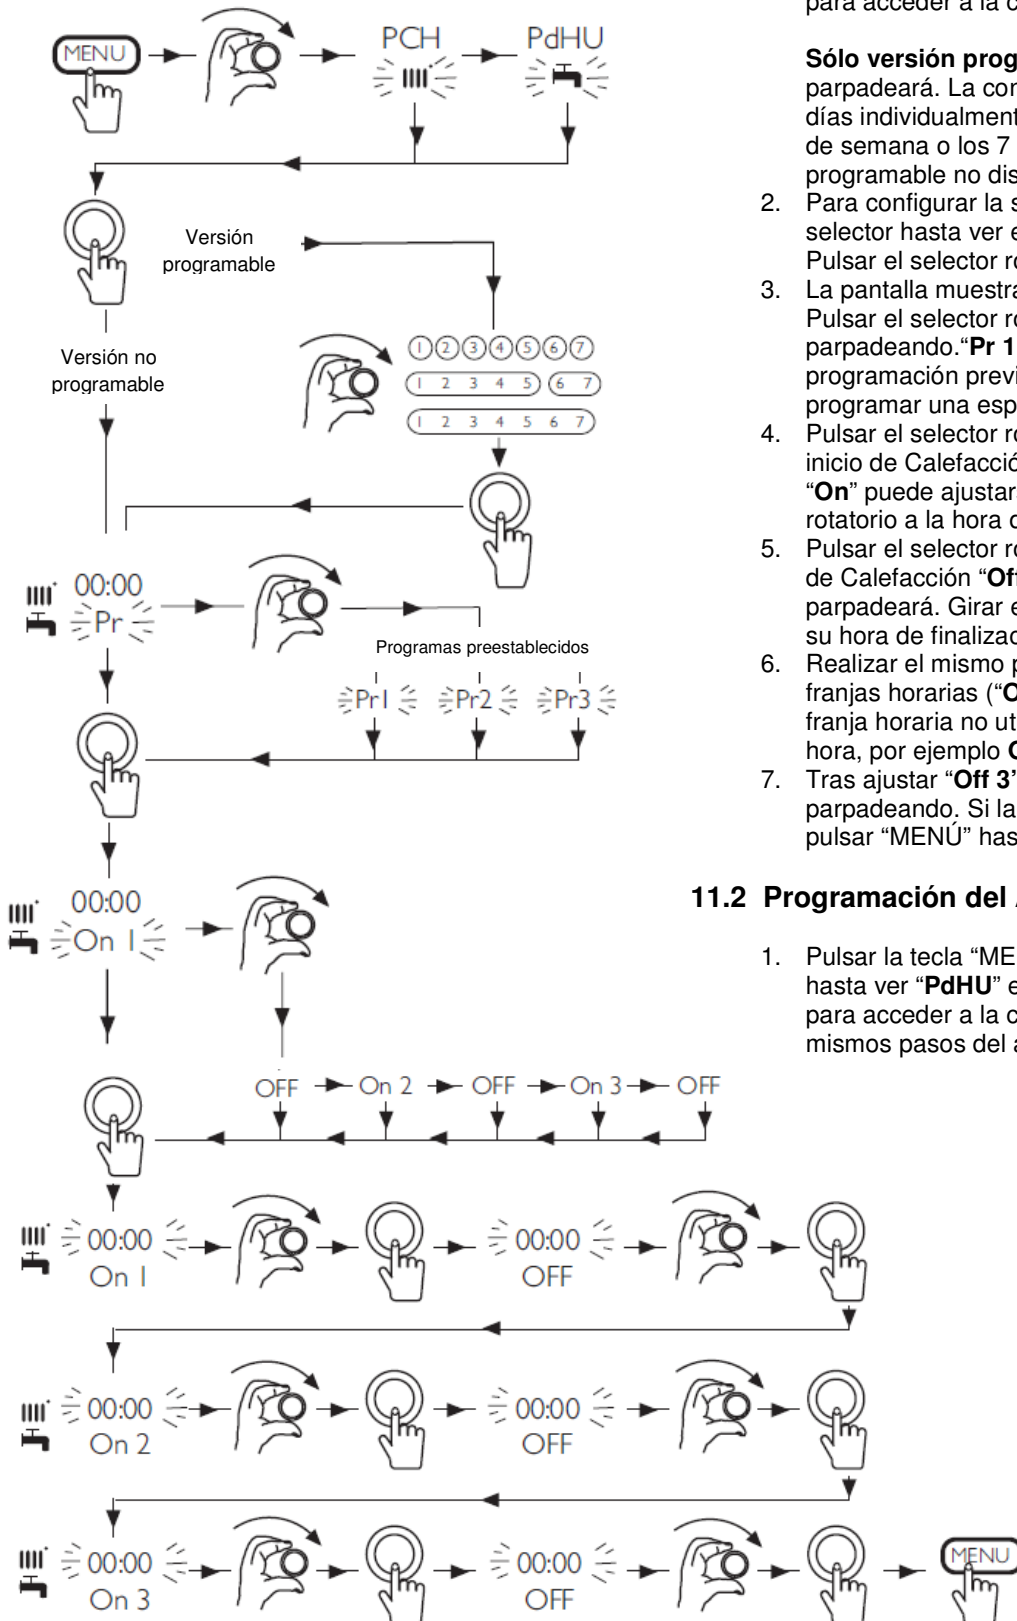 MENU
PCH
PdHU
Versión
programable
Versión no
programable
1 2 3 4 5 6 7
1 2 3 4 5 6 7
1 2 3 4 5 6 7
00:00
Pr
Programas preestablecidos
Pr1 Pr2 Pr3
00:00
On 1
OFF On 2 OFF On 3 OFF
00:00 00:00
On 1 OFF
00:00 00:00
On 2 OFF
00:00 00:00
On 3 OFF
MENU
para acceder a la c
Sólo versión prog
parpadeará. La con
días individualment
de semana o los 7
programable no dis
2. Para configurar la s
selector hasta ver e
Pulsar el selector ro
3. La pantalla muestra
Pulsar el selector ro
parpadeando.“Pr 1
programación previ
programar una esp
4. Pulsar el selector ro
inicio de Calefacció
“On” puede ajustar
rotatorio a la hora d
5. Pulsar el selector ro
de Calefacción “Off
parpadeará. Girar e
su hora de finalizac
6. Realizar el mismo p
franjas horarias (“O
franja horaria no ut
hora, por ejemplo O
7. Tras ajustar “Off 3”
parpadeando. Si la
pulsar “MENÚ” has
11.2 Programación del A
1. Pulsar la tecla “ME
hasta ver “PdHU” e
para acceder a la c
mismos pasos del a